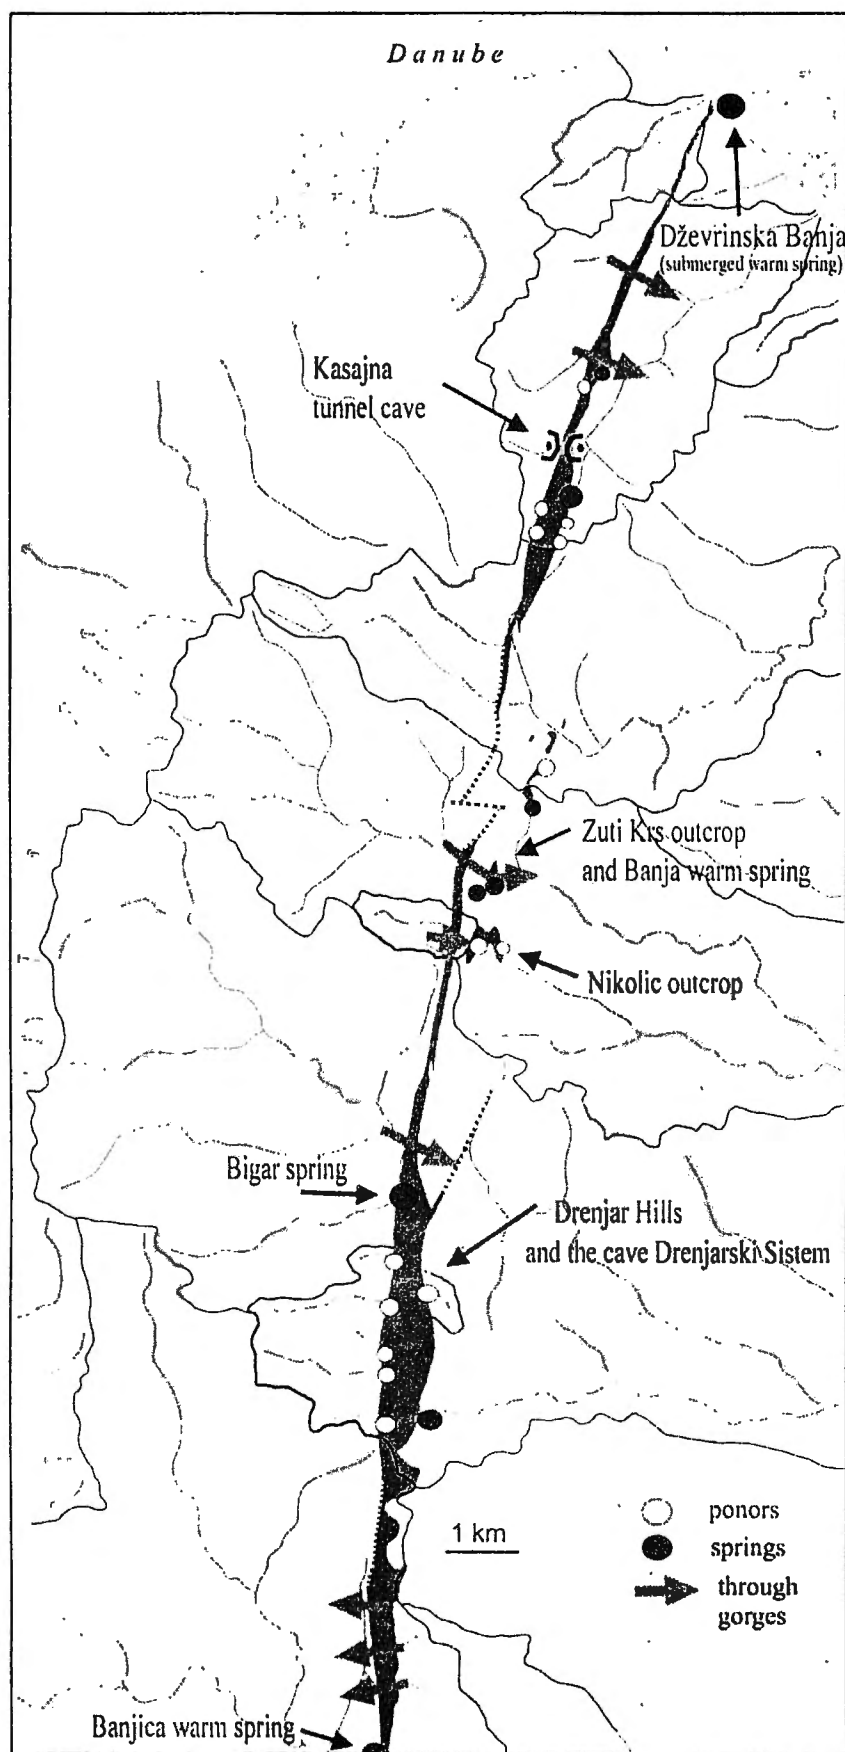 Danube
Dževrinska Banja
(submerged warm spring)
Kasajna
tunnel cave
Zuti Krs outcrop
and Banja warm spring
Nikolic outcrop
Bigar spring
Drenjar Hills
and the cave Drenjarski Sistem
1 km
ponors
springs
through
gorges
Banjica warm spring